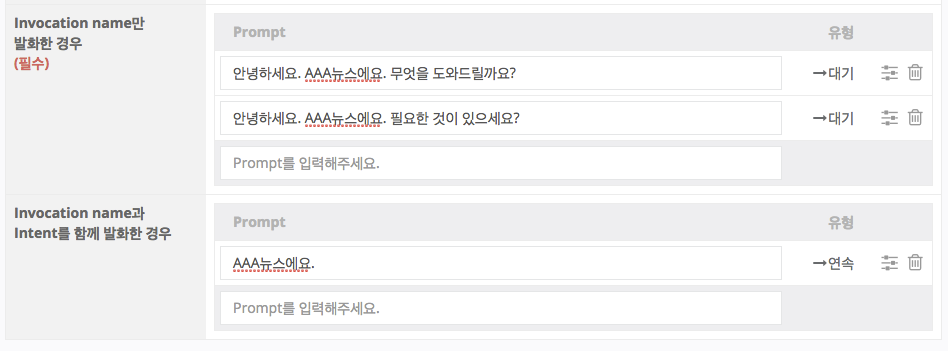 Invocation name만
발화한 경우
(필수)
Prompt 유형
안녕하세요. AAA뉴스에요. 무엇을 도와드릴까요? →대기
안녕하세요. AAA뉴스에요. 필요한 것이 있으세요? →대기
Prompt를 입력해주세요.
Invocation name과
Intent를 함께 발화한 경우
Prompt 유형
AAA뉴스에요. →연속
Prompt를 입력해주세요.